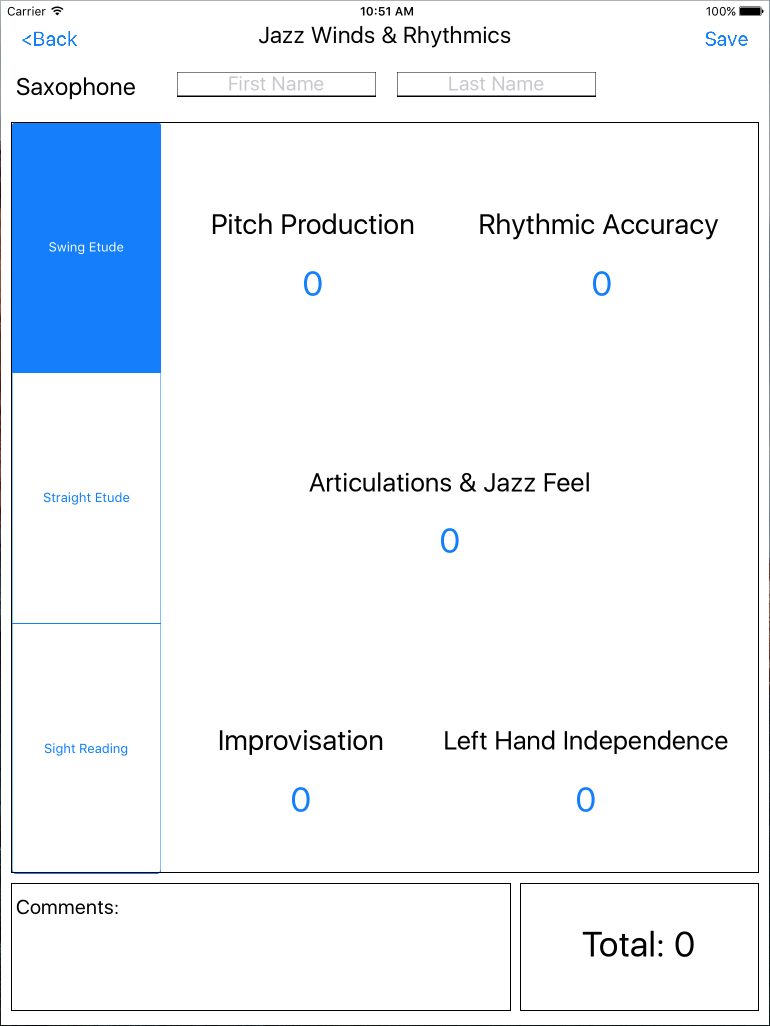 Carrier 10:51 AM 100%
<Back Jazz Winds & Rhythmics Save
Saxophone First Name Last Name
Swing Etude
Pitch Production Rhythmic Accuracy
0 0
Straight Etude
Articulations & Jazz Feel
0
Sight Reading
Improvisation Left Hand Independence
0 0
Comments:
Total: 0